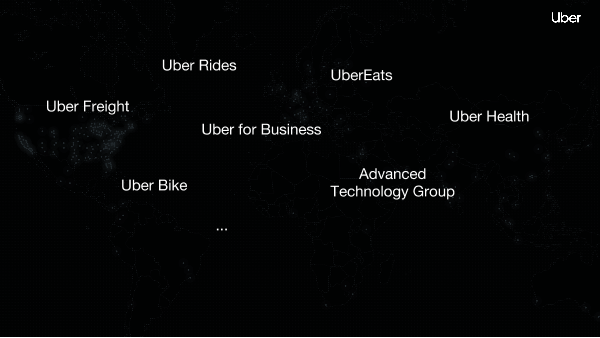 Uber
Uber Rides
UberEats
Uber Freight
Uber Health
Uber for Business
Advanced
Technology Group
Uber Bike
...